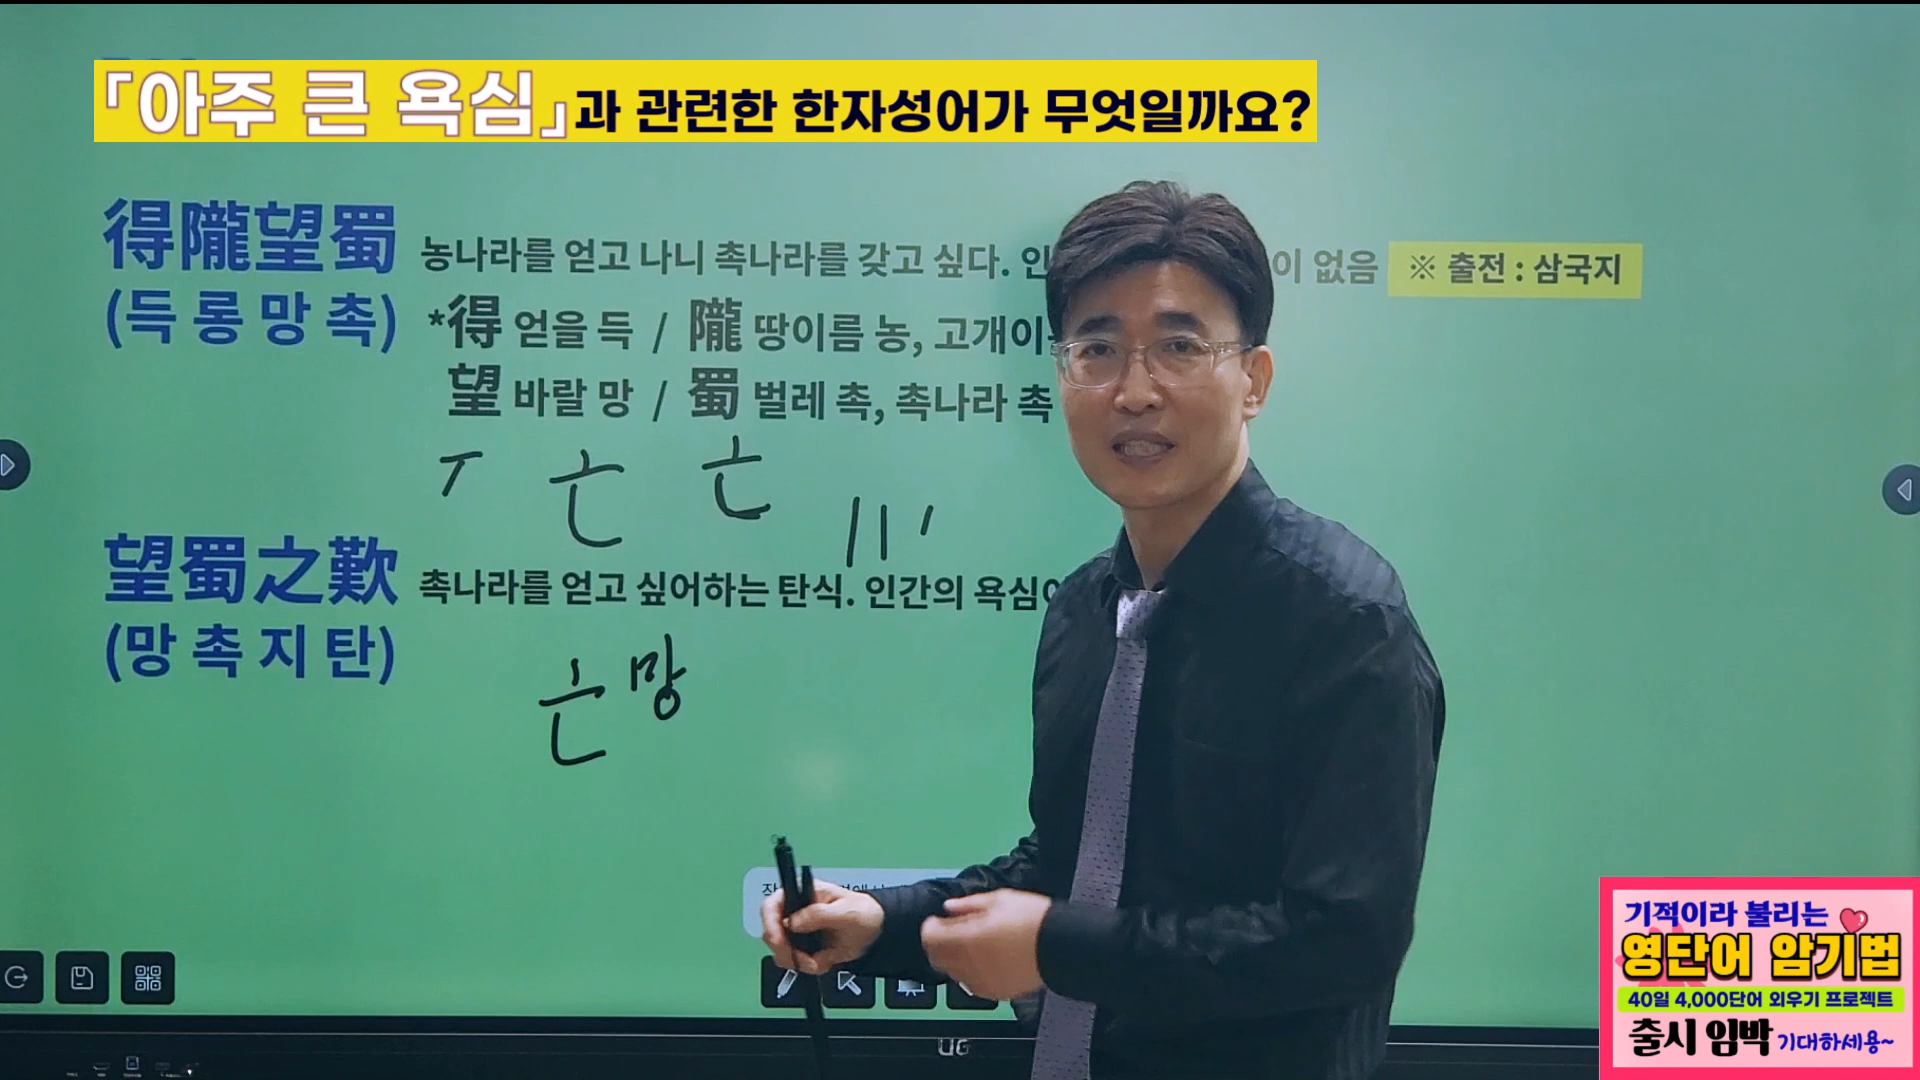 「아주 큰 욕심」과 관련한 한자성어가 무엇일까요?
得隴望蜀 농나라를 얻고 나니 촉나라를 갖고 싶다. 이 없음 ※ 출전 : 삼국지
(득 롱 망 촉) *得 얻을 득 / 隴 땅이름 농, 고개이
望 바랄 망 / 蜀 벌레 촉, 촉나라 촉
亡 亡
望蜀之歎 촉나라를 얻고 싶어하는 탄식. 인간의 욕심
(망 촉 지 탄)
亡 망
기적이라 불리는
영단어 암기법
40일 4,000단어 외우기 프로젝트
출시 임박 기대하세용~
UG